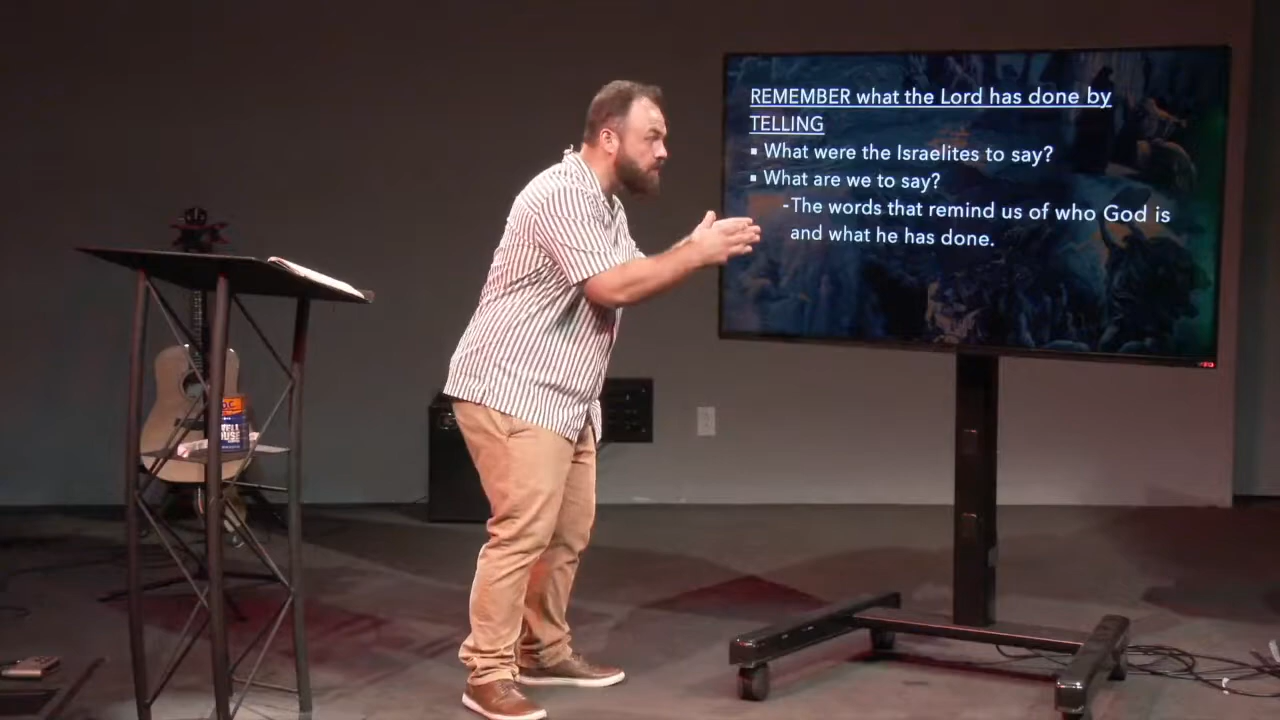 REMEMBER what the Lord has done by
TELLING
▪ What were the Israelites to say?
▪ What are we to say?
-The words that remind us of who God is
and what he has done.